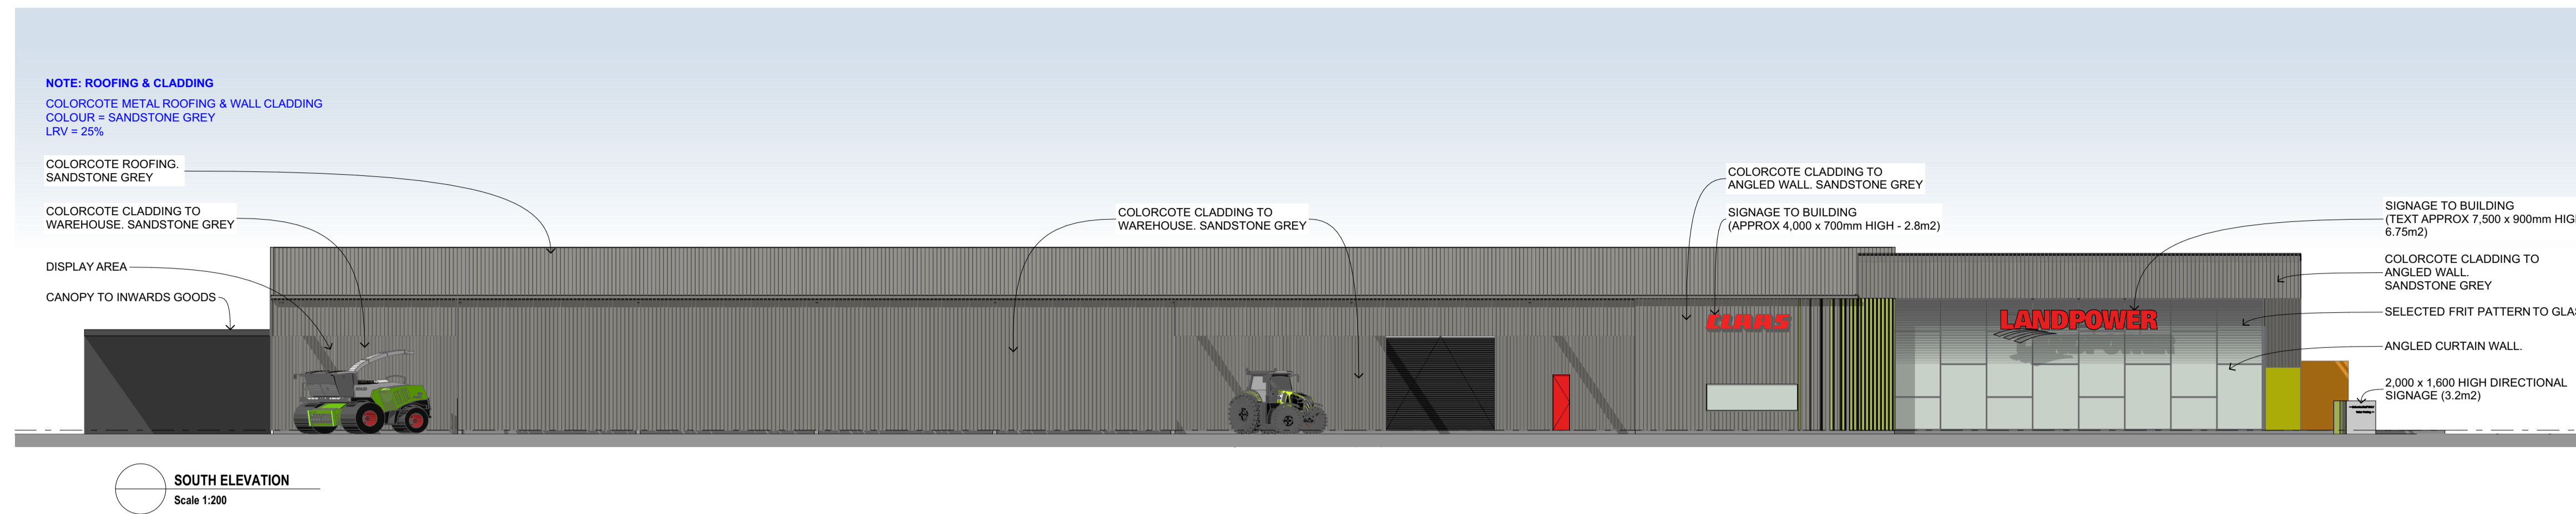 NOTE: ROOFING & CLADDING
COLORCOTE METAL ROOFING & WALL CLADDING
COLOUR = SANDSTONE GREY
LRV = 25%
COLORCOTE ROOFING.
SANDSTONE GREY
COLORCOTE CLADDING TO
WAREHOUSE. SANDSTONE GREY
DISPLAY AREA
CANOPY TO INWARDS GOODS
COLORCOTE CLADDING TO
WAREHOUSE. SANDSTONE GREY
COLORCOTE CLADDING TO
ANGLED WALL. SANDSTONE GREY
SIGNAGE TO BUILDING
(APPROX 4,000 x 700mm HIGH - 2.8m2)
CLAAS
LANDPOWER
SIGNAGE TO BUILDING
(TEXT APPROX 7,500 x 900mm HIG
6.75m2)
COLORCOTE CLADDING TO
ANGLED WALL.
SANDSTONE GREY
SELECTED FRIT PATTERN TO GLA
ANGLED CURTAIN WALL.
2,000 x 1,600 HIGH DIRECTIONAL
SIGNAGE (3.2m2)
SOUTH ELEVATION
Scale 1:200